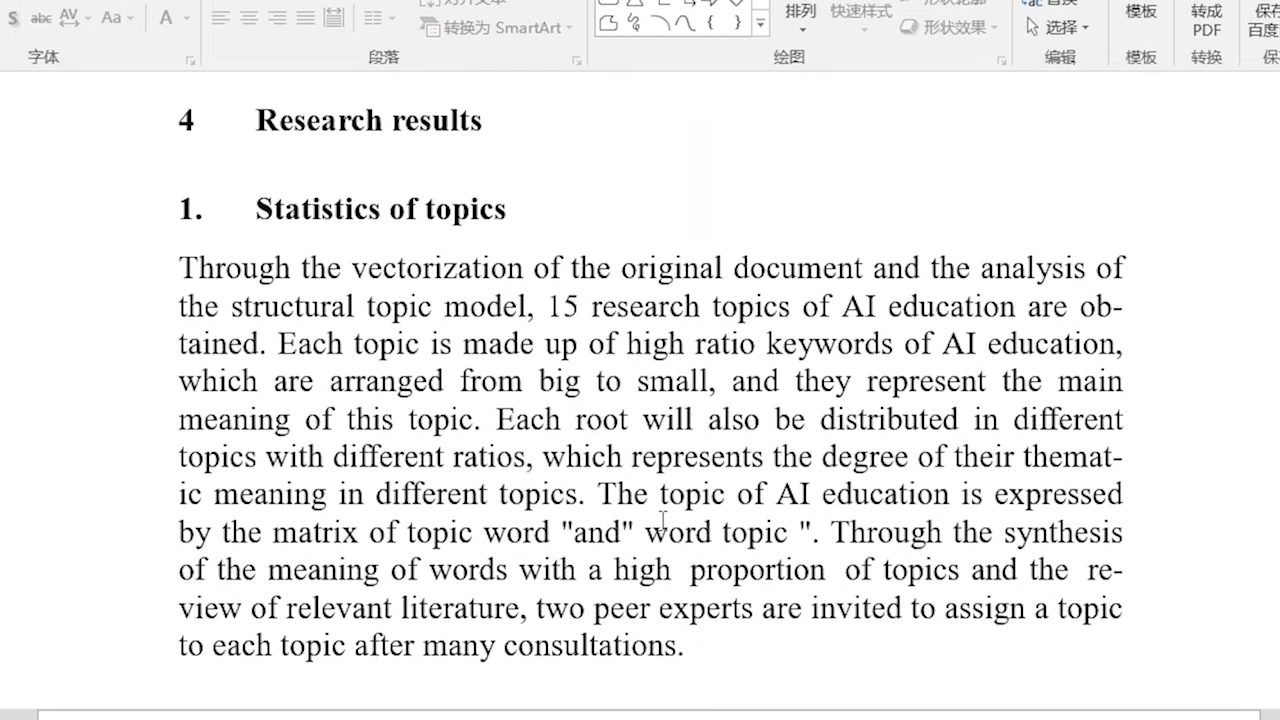 S abc AV Aa A
转换为 SmartArt
排列 快速样式
形状效果
选择
模板 转成
PDF
字体 段落 绘图 编辑 模板 转换
4 Research results
1. Statistics of topics
Through the vectorization of the original document and the analysis of
the structural topic model, 15 research topics of AI education are ob-
tained. Each topic is made up of high ratio keywords of AI education,
which are arranged from big to small, and they represent the main
meaning of this topic. Each root will also be distributed in different
topics with different ratios, which represents the degree of their themat-
ic meaning in different topics. The topic of AI education is expressed
by the matrix of topic word "and" word topic ". Through the synthesis
of the meaning of words with a high proportion of topics and the re-
view of relevant literature, two peer experts are invited to assign a topic
to each topic after many consultations.